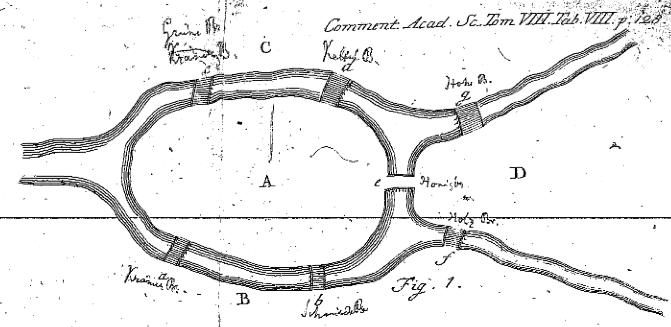 Comment. Acad. Sc. Tom VIII. Tab. VIII. p. 128.
Grüne Br.
Krämer B.
C
c
d
Hohe B.
g
D
A
e
Honigbr
Holz Br.
f
a
Krämer Br.
B
b
Schmiede Br
Fig. 1.